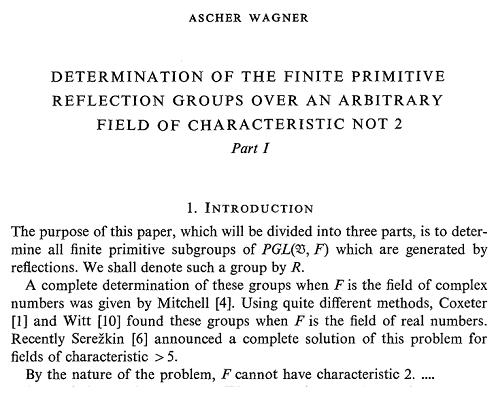 ASCHER WAGNER
DETERMINATION OF THE FINITE PRIMITIVE
REFLECTION GROUPS OVER AN ARBITRARY
FIELD OF CHARACTERISTIC NOT 2
Part I
1. INTRODUCTION
The purpose of this paper, which will be divided into three parts, is to deter-
mine all finite primitive subgroups of PGL(𝔙, F) which are generated by
reflections. We shall denote such a group by R.
A complete determination of these groups when F is the field of complex
numbers was given by Mitchell [4]. Using quite different methods, Coxeter
[1] and Witt [10] found these groups when F is the field of real numbers.
Recently Serežkin [6] announced a complete solution of this problem for
fields of characteristic > 5.
By the nature of the problem, F cannot have characteristic 2. ....